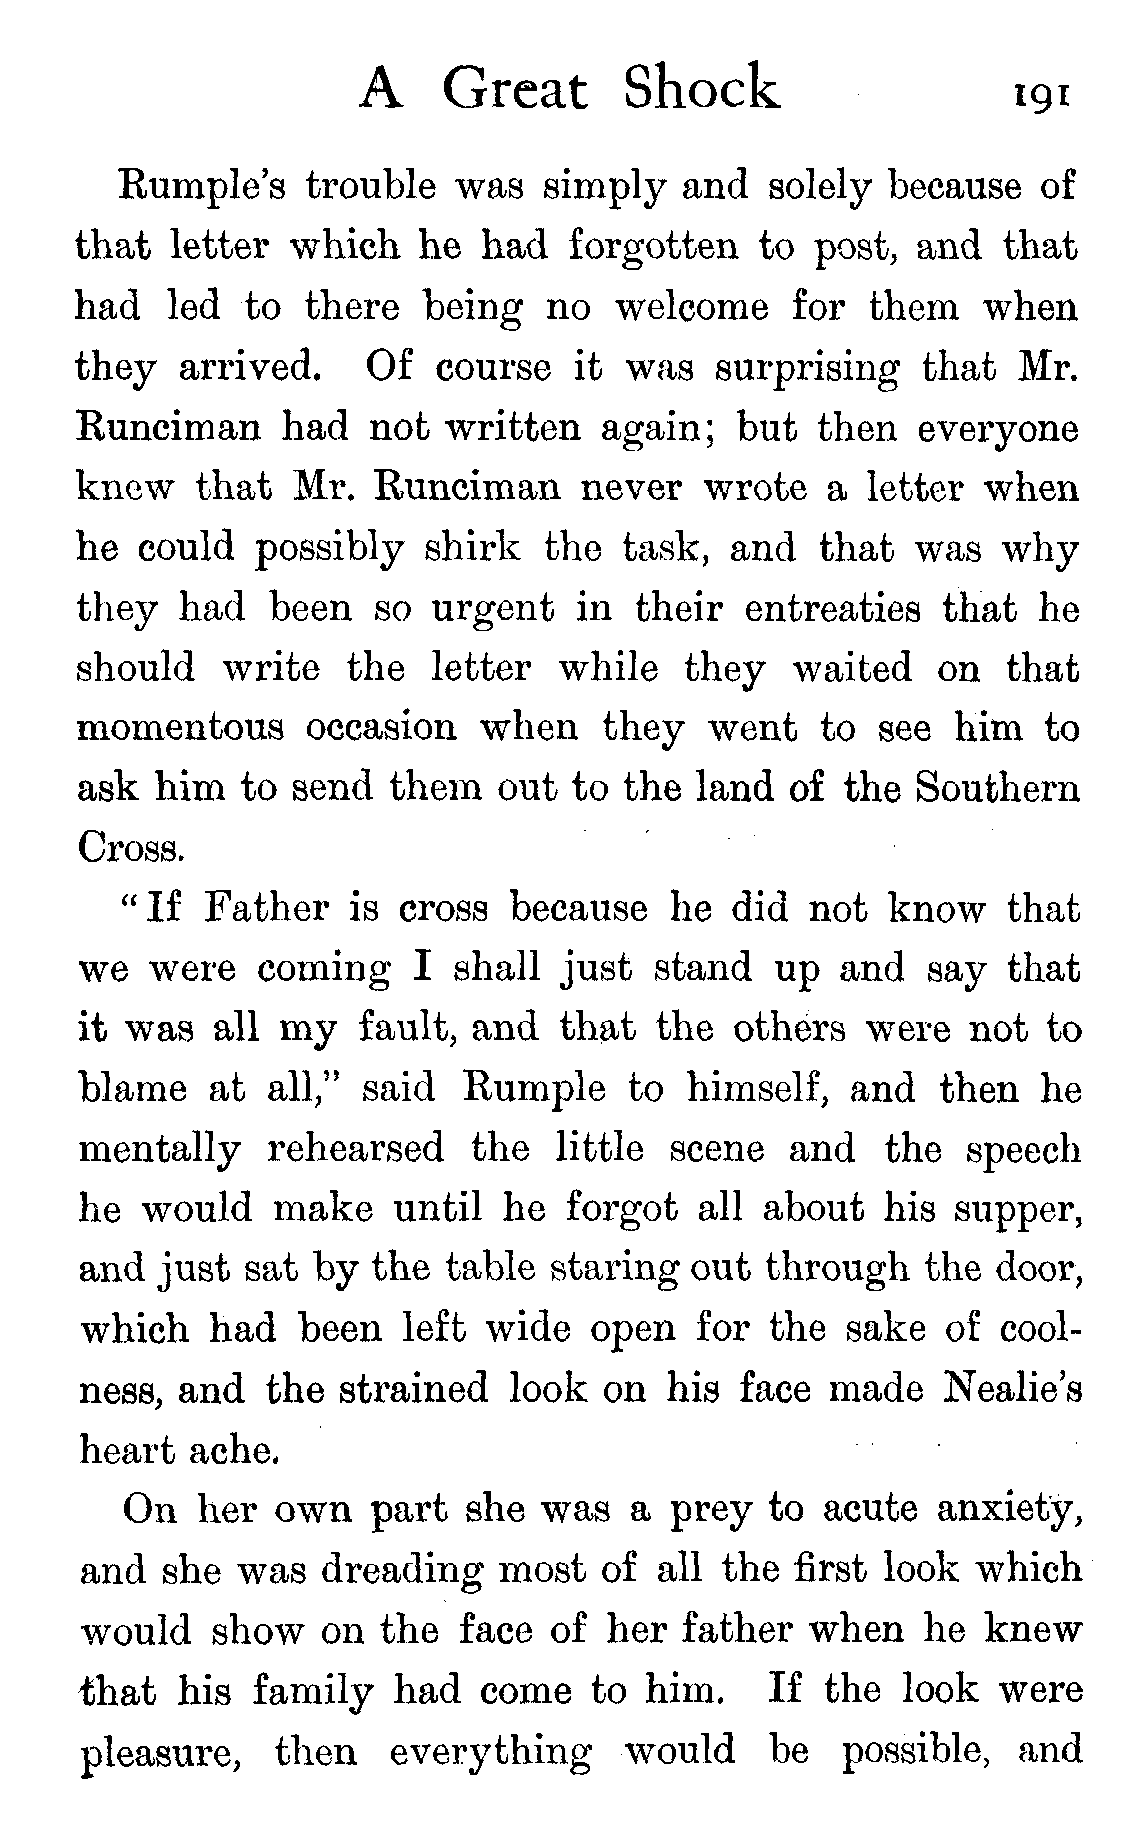 A Great Shock 191
Rumple's trouble was simply and solely because of
that letter which he had forgotten to post, and that
had led to there being no welcome for them when
they arrived. Of course it was surprising that Mr.
Runciman had not written again; but then everyone
knew that Mr. Runciman never wrote a letter when
he could possibly shirk the task, and that was why
they had been so urgent in their entreaties that he
should write the letter while they waited on that
momentous occasion when they went to see him to
ask him to send them out to the land of the Southern
Cross.
"If Father is cross because he did not know that
we were coming I shall just stand up and say that
it was all my fault, and that the others were not to
blame at all," said Rumple to himself, and then he
mentally rehearsed the little scene and the speech
he would make until he forgot all about his supper,
and just sat by the table staring out through the door,
which had been left wide open for the sake of cool-
ness, and the strained look on his face made Nealie's
heart ache.
On her own part she was a prey to acute anxiety,
and she was dreading most of all the first look which
would show on the face of her father when he knew
that his family had come to him. If the look were
pleasure, then everything would be possible, and